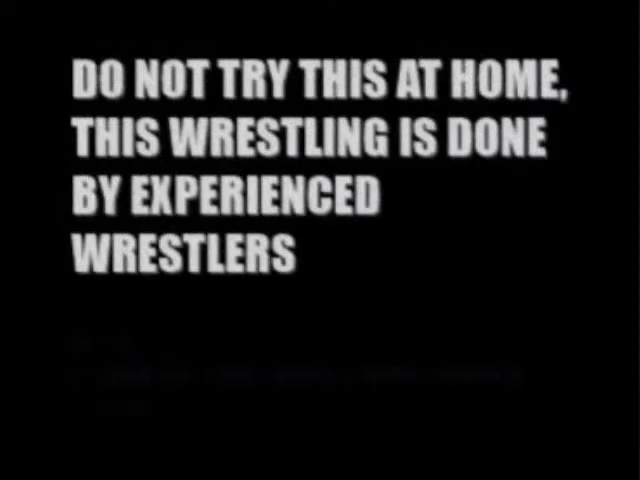 DO NOT TRY THIS AT HOME,
THIS WRESTLING IS DONE
BY EXPERIENCED
WRESTLERS